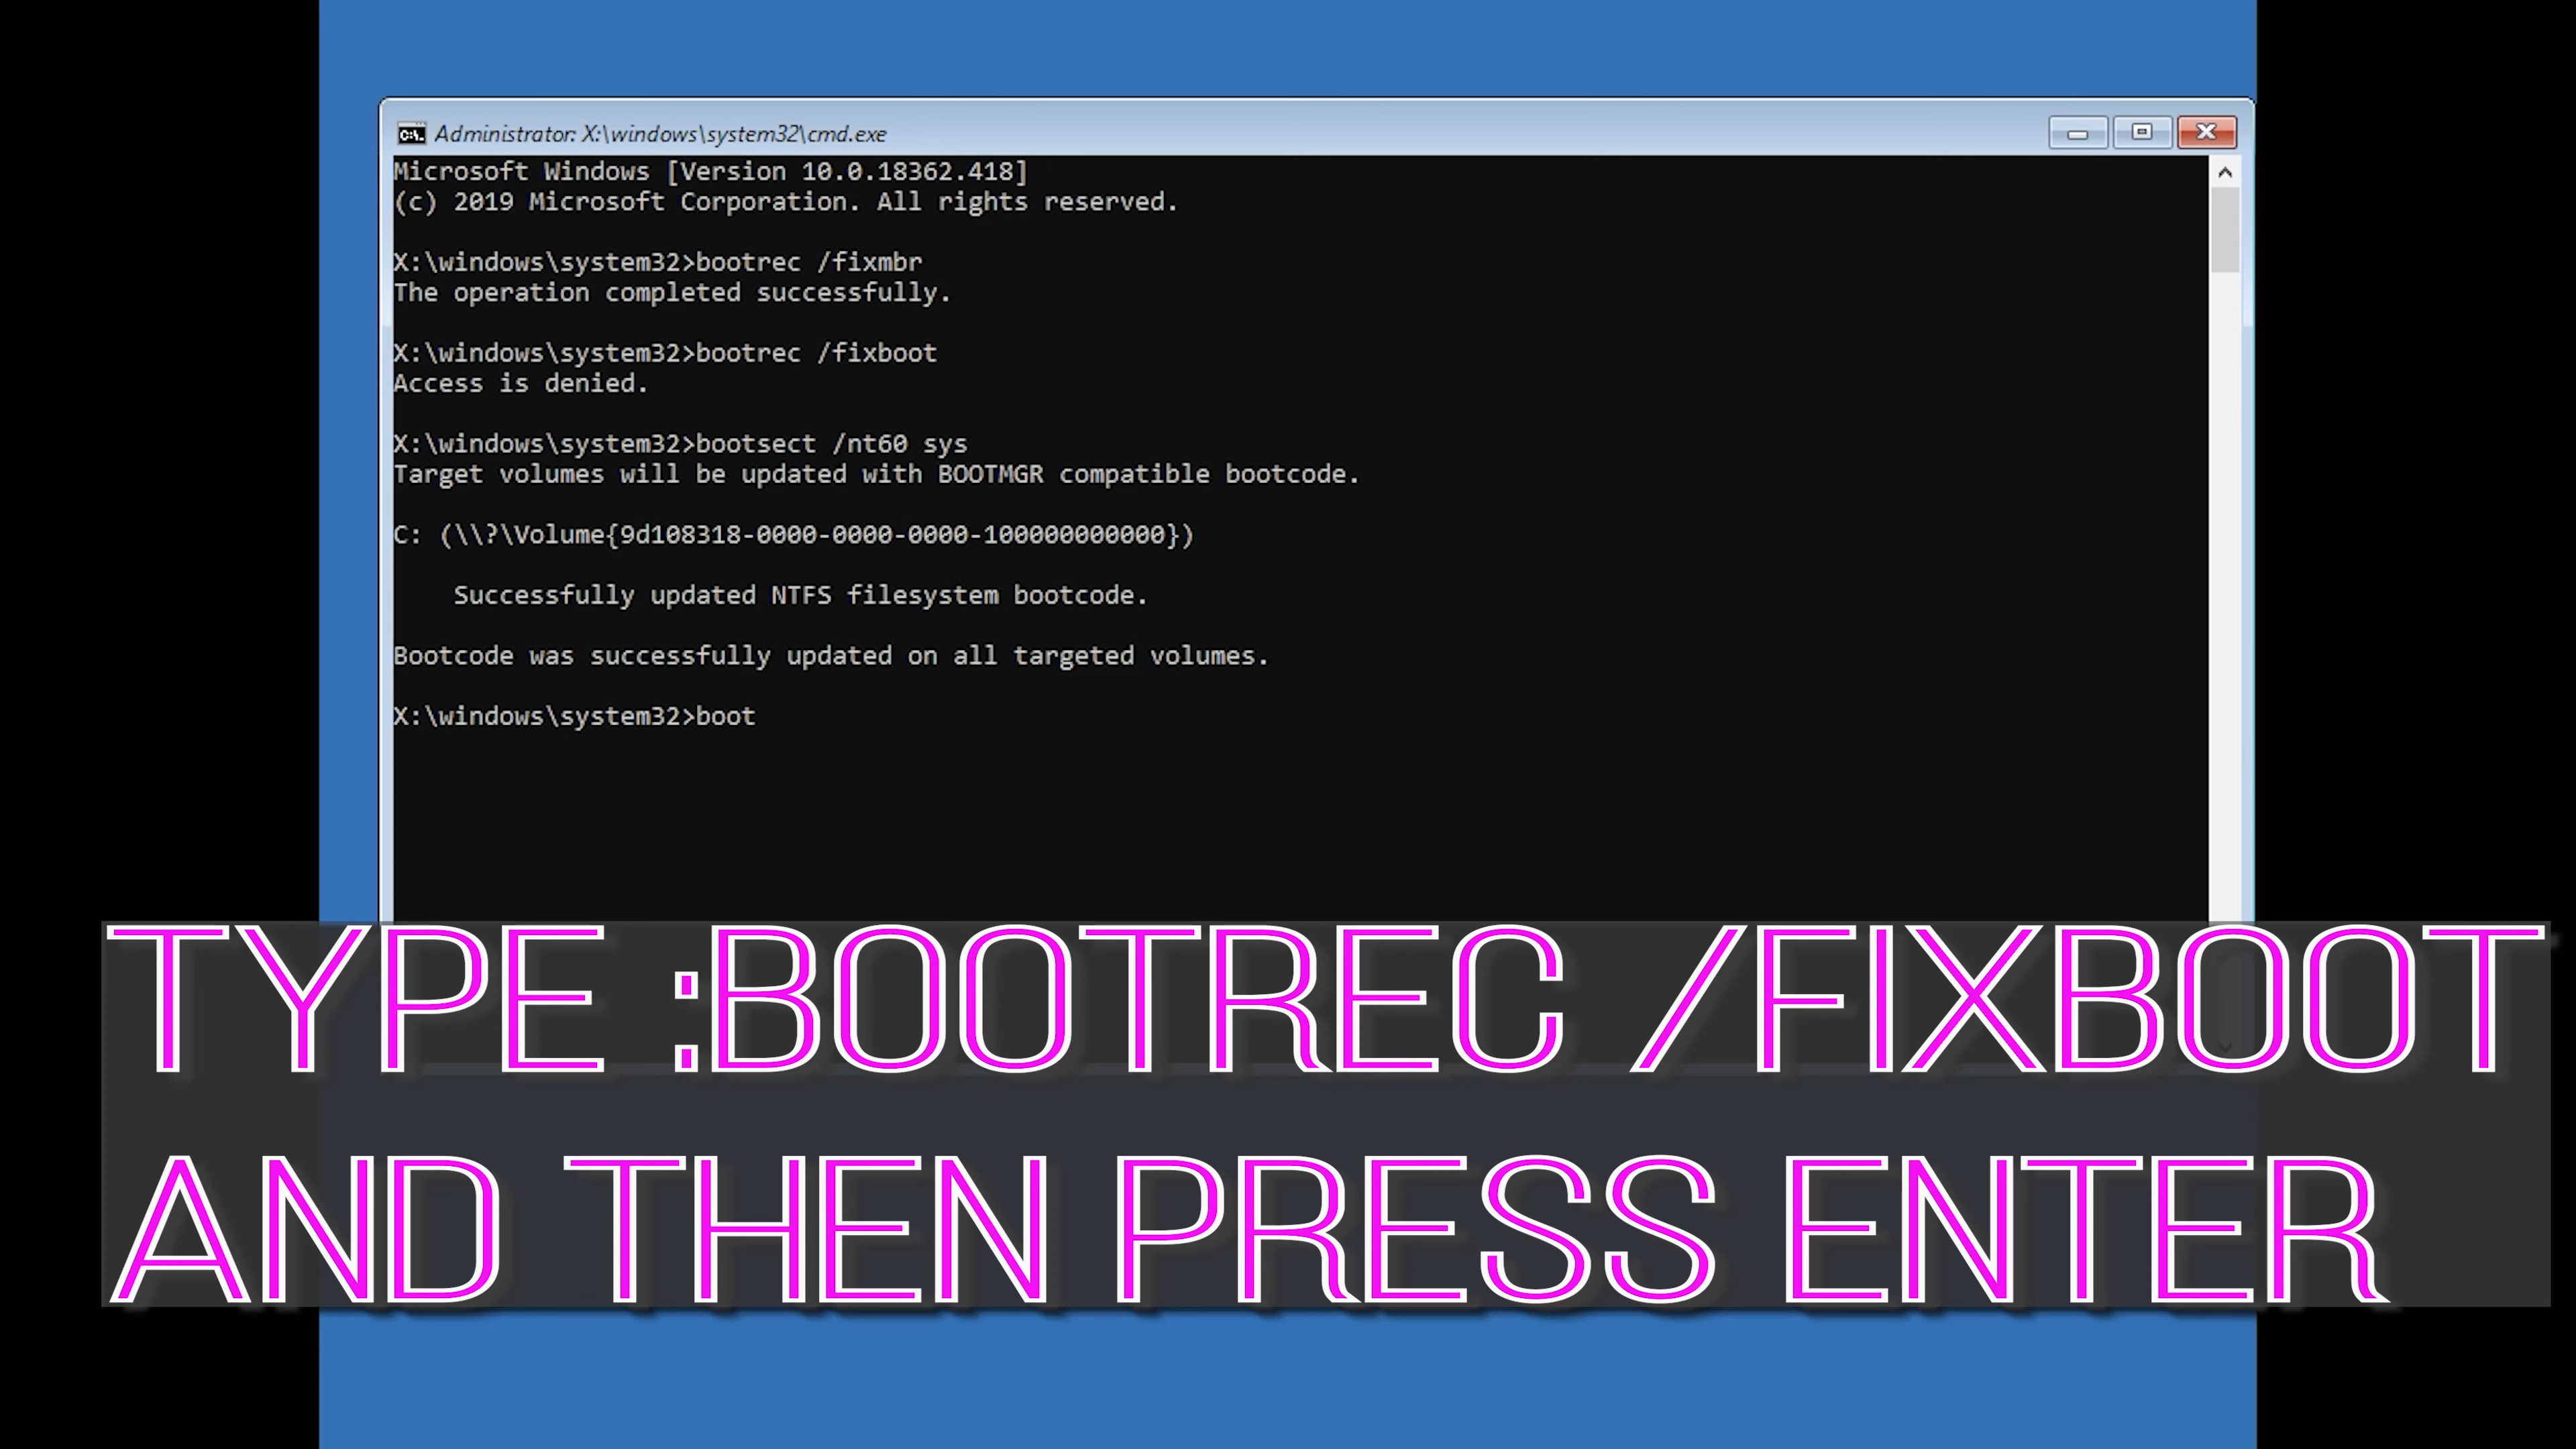 Administrator: X:\windows\system32\cmd.exe
Microsoft Windows [Version 10.0.18362.418]
(c) 2019 Microsoft Corporation. All rights reserved.
X:\windows\system32>bootrec /fixmbr
The operation completed successfully.
X:\windows\system32>bootrec /fixboot
Access is denied.
X:\windows\system32>bootsect /nt60 sys
Target volumes will be updated with BOOTMGR compatible bootcode.
C: (\\?\Volume{9d108318-0000-0000-0000-100000000000})
Successfully updated NTFS filesystem bootcode.
Bootcode was successfully updated on all targeted volumes.
X:\windows\system32>boot
TYPE :BOOTREC /FIXBOOT
AND THEN PRESS ENTER